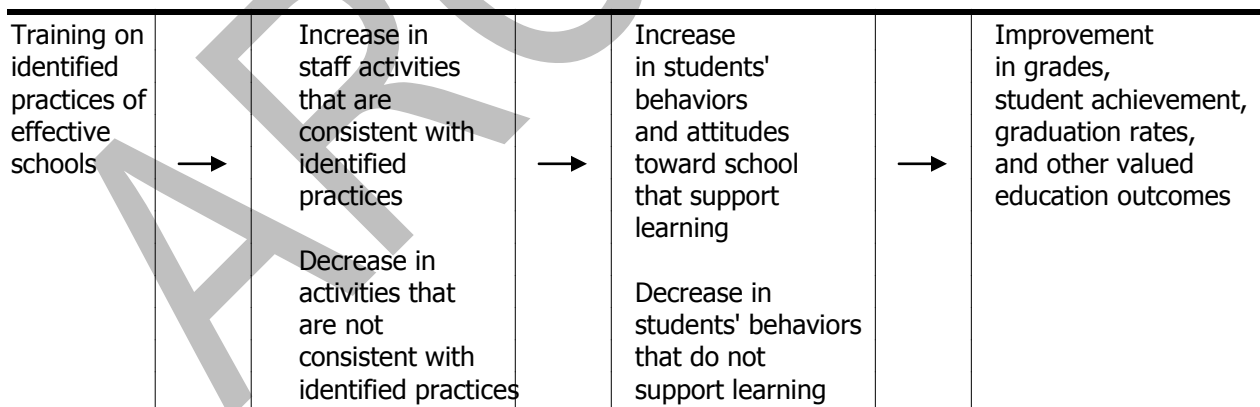 Training on
identified
practices of
effective
schools
Increase in
staff activities
that are
consistent with
identified
practices
Decrease in
activities that
are not
consistent with
identified practices
Increase
in students'
behaviors
and attitudes
toward school
that support
learning
Decrease in
students' behaviors
that do not
support learning
Improvement
in grades,
student achievement,
graduation rates,
and other valued
education outcomes